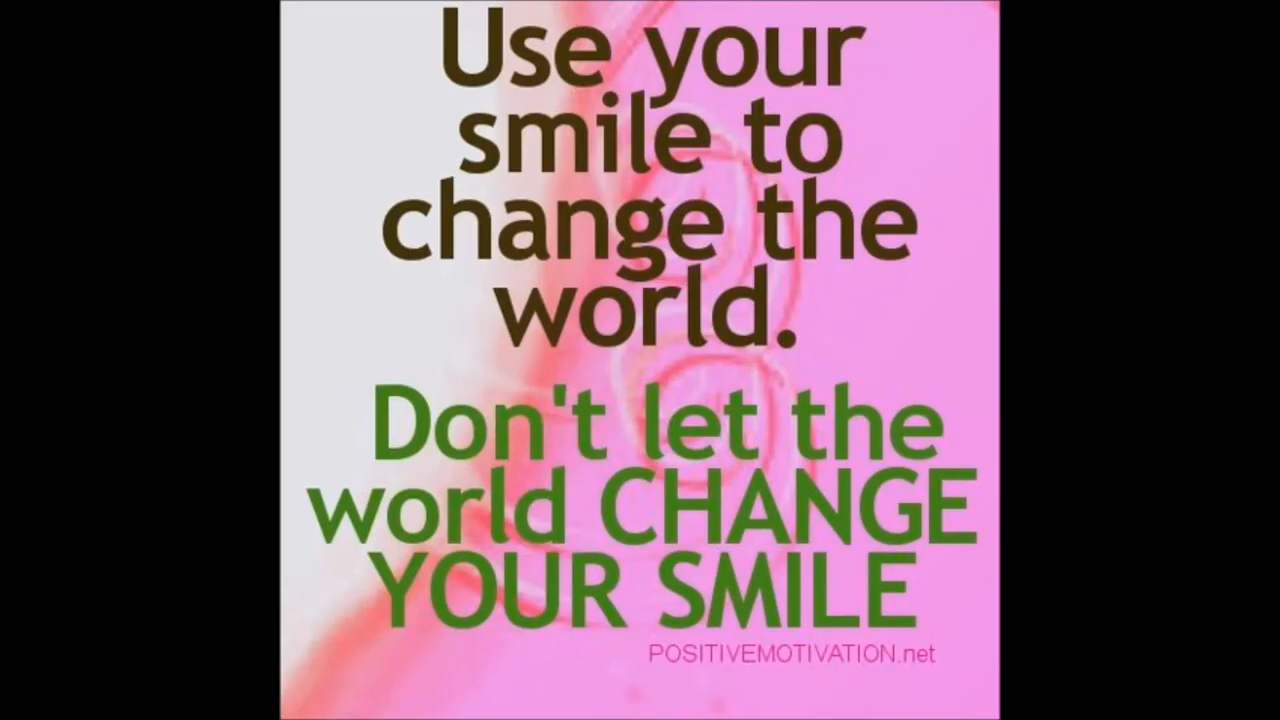 Use your
smile to
change the
world.
Don't let the
world CHANGE
YOUR SMILE
POSITIVEMOTIVATION.net